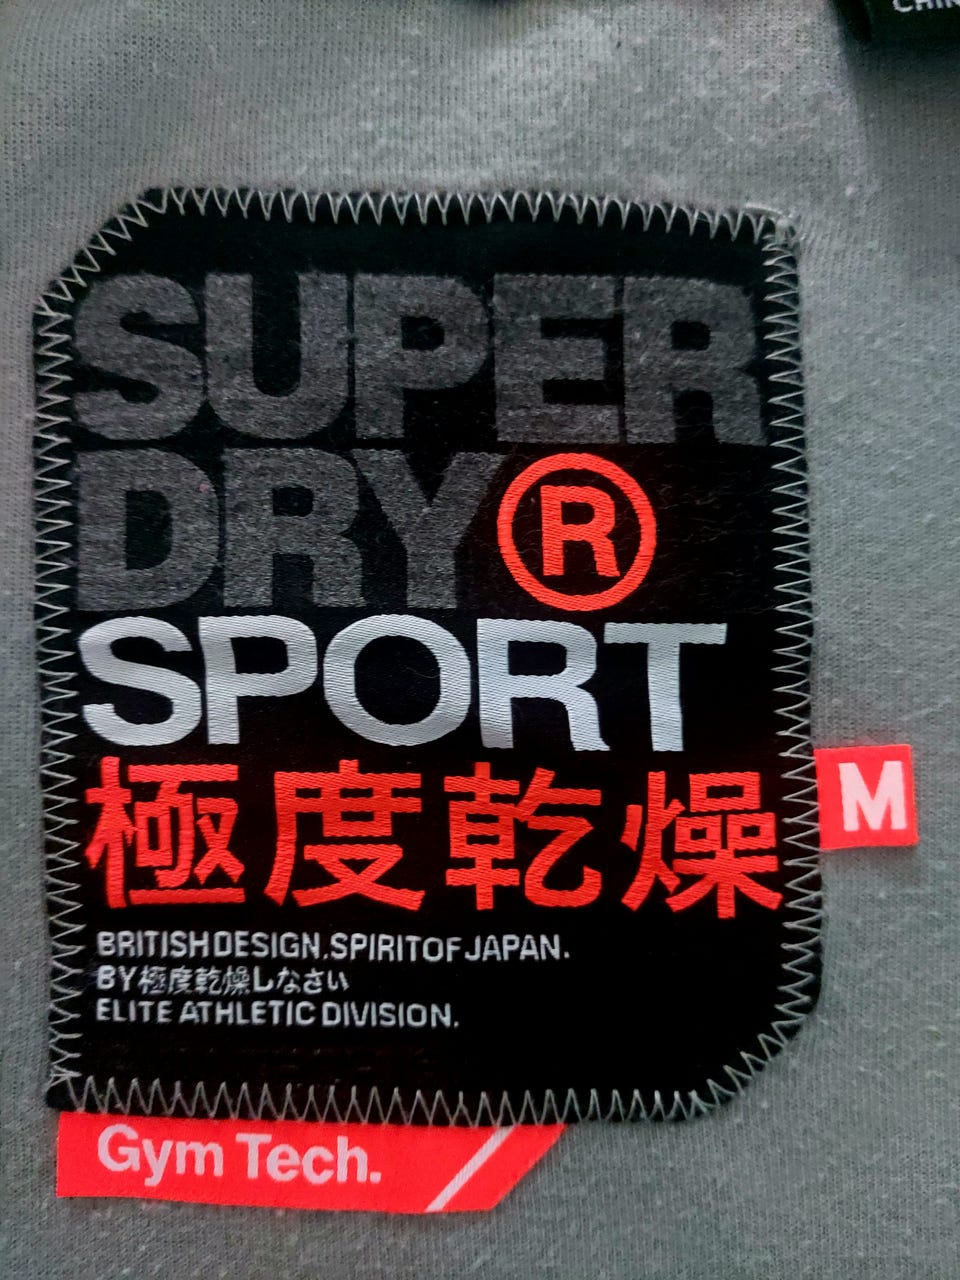 SUPER
DRY®
SPORT
極度乾燥
M
BRITISH DESIGN. SPIRIT OF JAPAN.
BY 極度乾燥しなさい
ELITE ATHLETIC DIVISION.
Gym Tech.